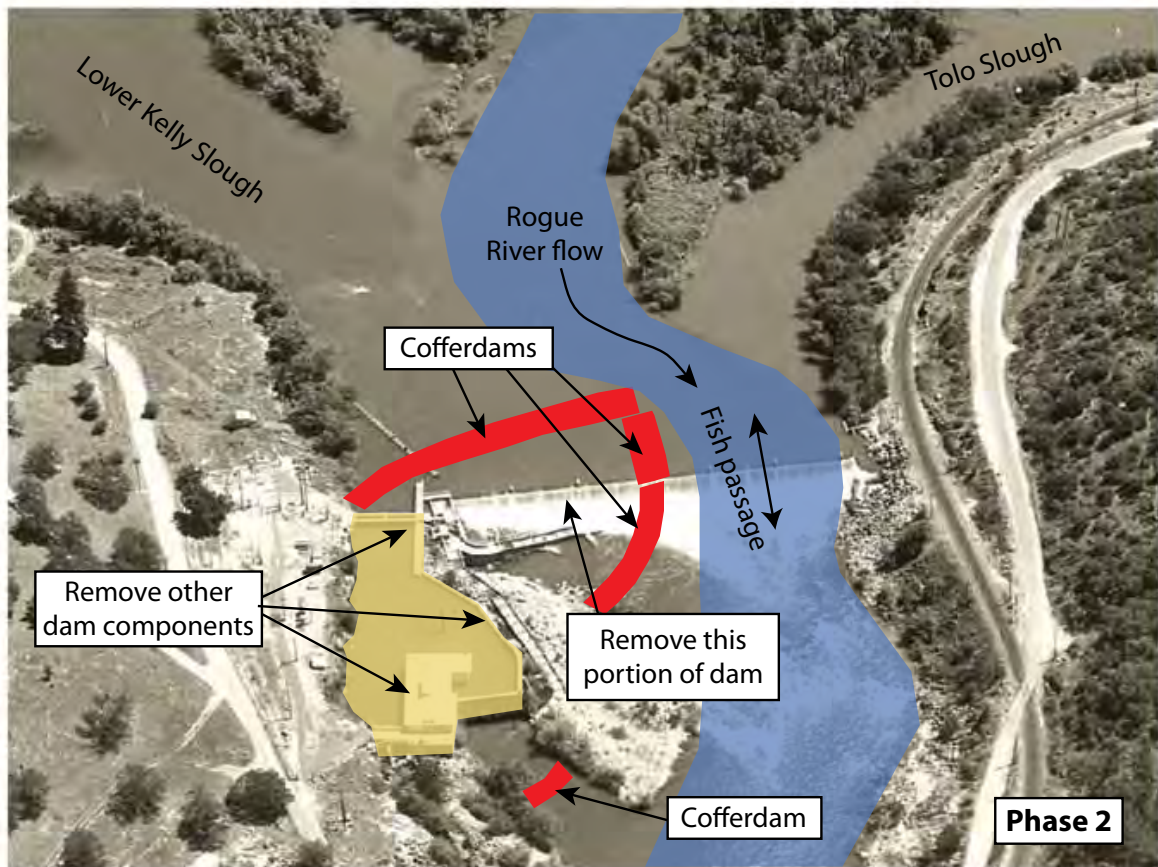 Lower Kelly Slough
Tolo Slough
Rogue
River flow
Cofferdams
Fish passage
Remove other
dam components
Remove this
portion of dam
Cofferdam
Phase 2